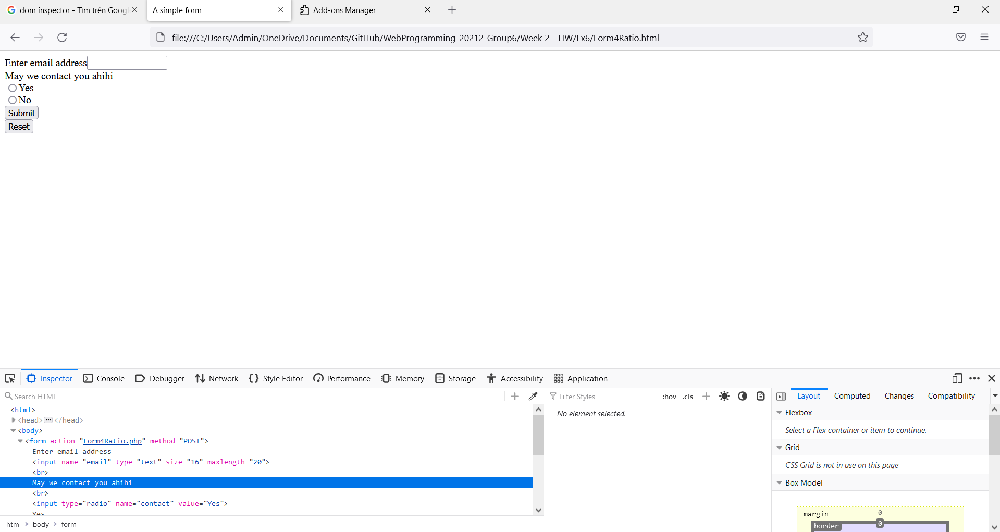 dom inspector - Tìm trên Goog
A simple form
Add-ons Manager
file:///C:/Users/Admin/OneDrive/Documents/GitHub/WebProgramming-20212-Group6/Week 2 - HW/Ex6/Form4Ratio.html
Enter email address
May we contact you ahihi
Yes
No
Submit
Reset
Inspector Console Debugger Network Style Editor Performance Memory Storage Accessibility Application
Search HTML
<html>
<head></head>
<body>
<form action="Form4Ratio.php" method="POST">
Enter email address
<input name="email" type="text" size="16" maxlength="20">
<br>
May we contact you ahihi
<br>
<input type="radio" name="contact" value="Yes">
Yes
html body form
Filter Styles :hov .cls
No element selected.
Layout Computed Changes Compatibility
Flexbox
Select a Flex container or item to continue.
Grid
CSS Grid is not in use on this page
Box Model
margin 0
border 0